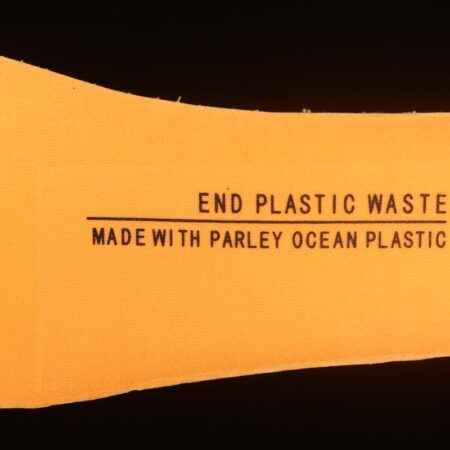 END PLASTIC WASTE
MADE WITH PARLEY OCEAN PLASTIC